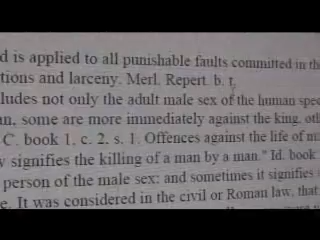 d is applied to all punishable faults committed in th
tions and larceny. Merl. Repert. b. t.
ludes not only the adult male sex of the human spec
an, some are more immediately against the king, oth
C. book 1, c. 2, s. 1. Offences against the life of m
v signifies the killing of a man by a man." Id. book
person of the male sex; and sometimes it signifies
e. It was considered in the civil or Roman law, that